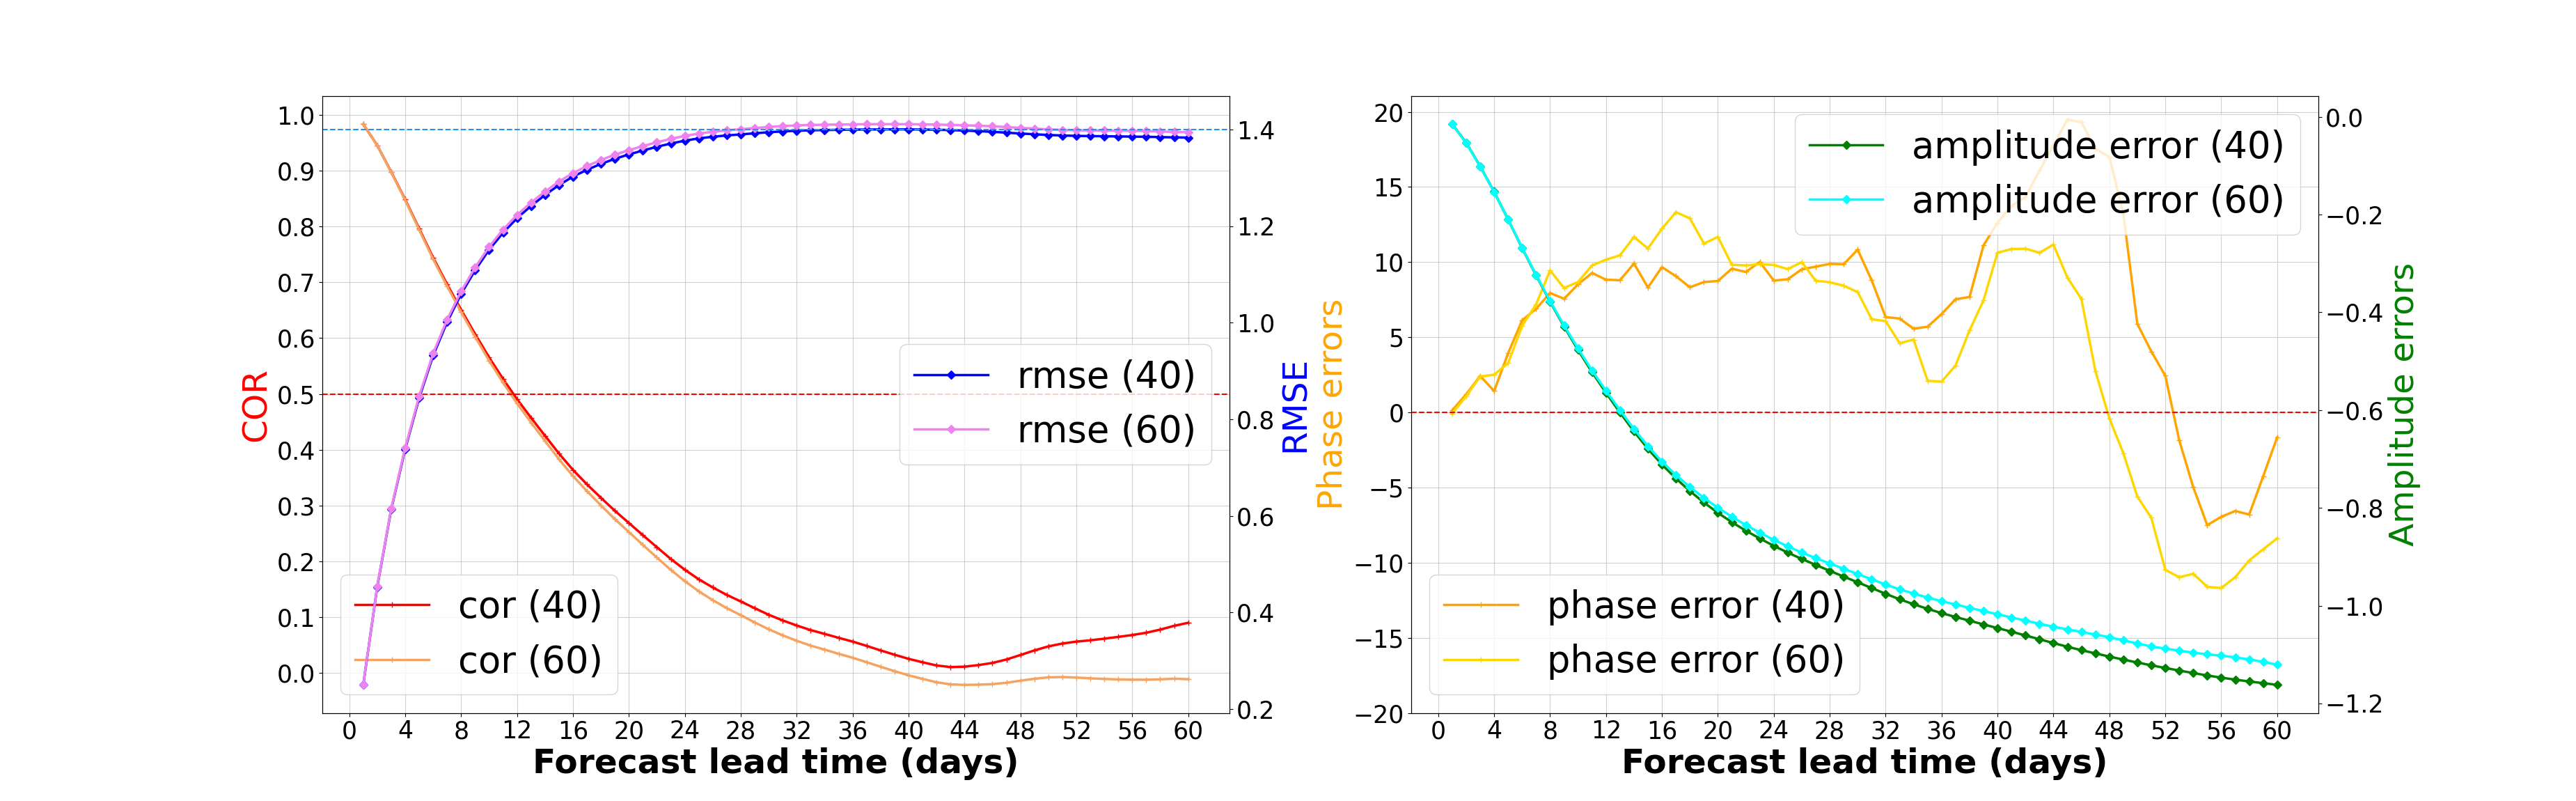 1.0
0.9
0.8
0.7
0.6
0.5
0.4
0.3
0.2
0.1
0.0
COR
0 4 8 12 16 20 24 28 32 36 40 44 48 52 56 60
Forecast lead time (days)
1.4
1.2
1.0
0.8
0.6
0.4
0.2
RMSE
rmse (40)
rmse (60)
cor (40)
cor (60)
20
15
10
5
0
−5
−10
−15
−20
Phase errors
0 4 8 12 16 20 24 28 32 36 40 44 48 52 56 60
Forecast lead time (days)
0.0
−0.2
−0.4
−0.6
−0.8
−1.0
−1.2
Amplitude errors
amplitude error (40)
amplitude error (60)
phase error (40)
phase error (60)